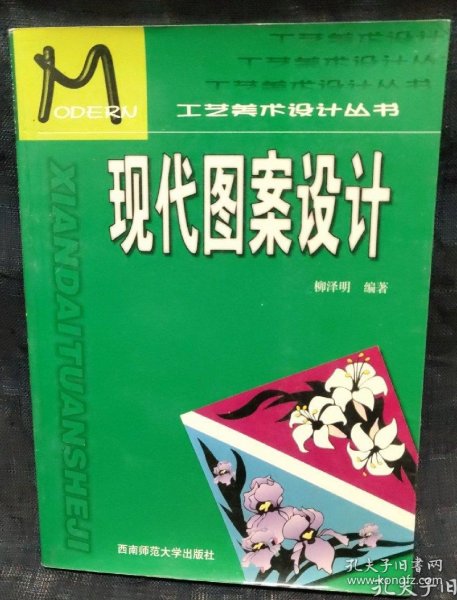 工艺美术设计丛书
工艺美术设计丛
工艺美术设计丛书
MODERN
工艺美术设计丛书
现代图案设计
柳泽明 编著
XIANDAITUANSHEJI
西南师范大学出版社
孔夫子旧书网
www.kongfz.com
孔夫子旧